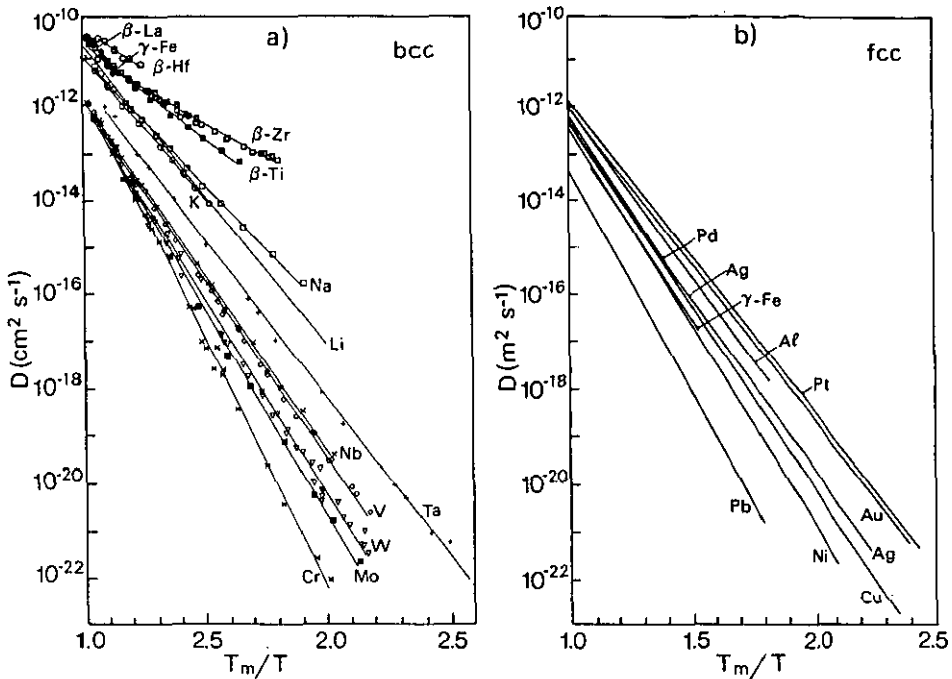 a) bcc
10⁻¹⁰
10⁻¹²
10⁻¹⁴
10⁻¹⁶
10⁻¹⁸
10⁻²⁰
10⁻²²
D (cm² s⁻¹)
β-La
γ-Fe
β-Hf
β-Zr
β-Ti
K
Na
Li
Nb
V
Ta
W
Mo
Cr
1.0 2.5 2.0 2.5
Tm/T
b) fcc
10⁻¹⁰
10⁻¹²
10⁻¹⁴
10⁻¹⁶
10⁻¹⁸
10⁻²⁰
10⁻²²
D (m² s⁻¹)
Pd
Ag
γ-Fe
Aℓ
Pt
Pb
Au
Ni
Ag
Cu
1.0 1.5 2.0 2.5
Tm/T